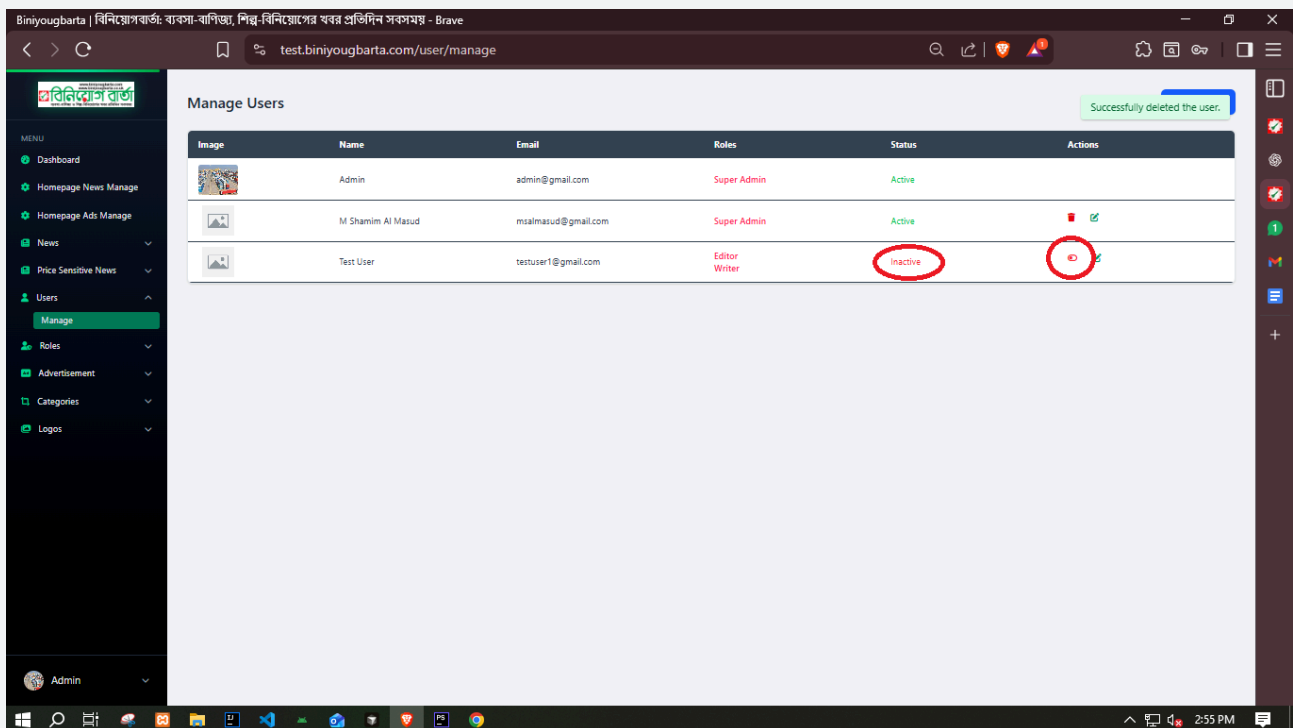 Biniyougbarta | বিনিয়োগবার্তা: ব্যবসা-বাণিজ্য, শিল্প-বিনিয়োগের খবর প্রতিদিন সবসময় - Brave
test.biniyougbarta.com/user/manage
বিনিয়োগ বার্তা
Manage Users
Successfully deleted the user.
MENU
Dashboard
Homepage News Manage
Homepage Ads Manage
News
Price Sensitive News
Users
Manage
Roles
Advertisement
Categories
Logos
Image Name Email Roles Status Actions
Admin admin@gmail.com Super Admin Active
M Shamim Al Masud msalmasud@gmail.com Super Admin Active
Test User testuser1@gmail.com Editor Inactive
Writer
Admin
2:55 PM